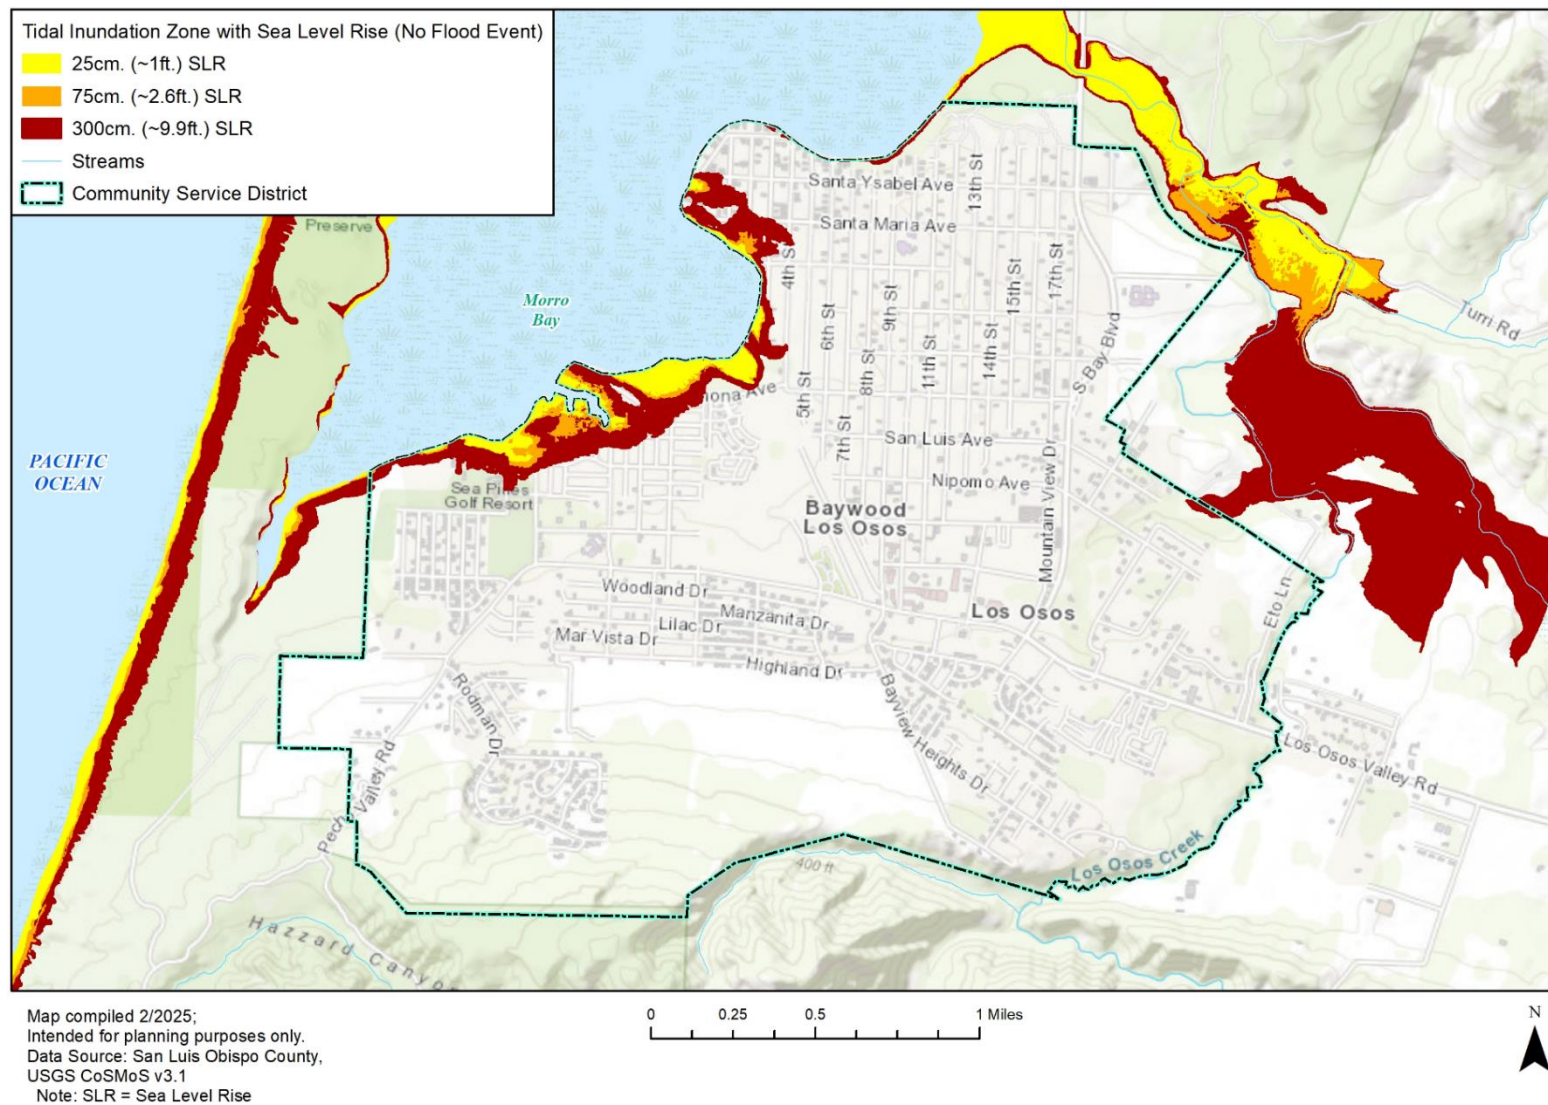 Tidal Inundation Zone with Sea Level Rise (No Flood Event)
25cm. (~1ft.) SLR
75cm. (~2.6ft.) SLR
300cm. (~9.9ft.) SLR
Streams
Community Service District
Preserve
Santa Ysabel Ave
13th St
Santa Maria Ave
4th St
17th St
15th St
Morro
Bay
9th St
6th St
Turri Rd
14th St
11th St
8th St
S Bay Blvd
5th St
7th St
San Luis Ave
PACIFIC
OCEAN
Sea Pines
Golf Resort
Nipomo Ave
Mountain View Dr
Baywood
Los Osos
Woodland Dr
Manzanita Dr
Lilac Dr
Mar Vista Dr
Highland Dr
Los Osos
Eto Ln
Rodman Dr
Bayview Heights Dr
Los Osos Valley Rd
Valley Rd
400 ft
Los Osos Creek
Hazzard Canyon
Map compiled 2/2025;
Intended for planning purposes only.
Data Source: San Luis Obispo County,
USGS CoSMoS v3.1
Note: SLR = Sea Level Rise
0 0.25 0.5 1 Miles
N